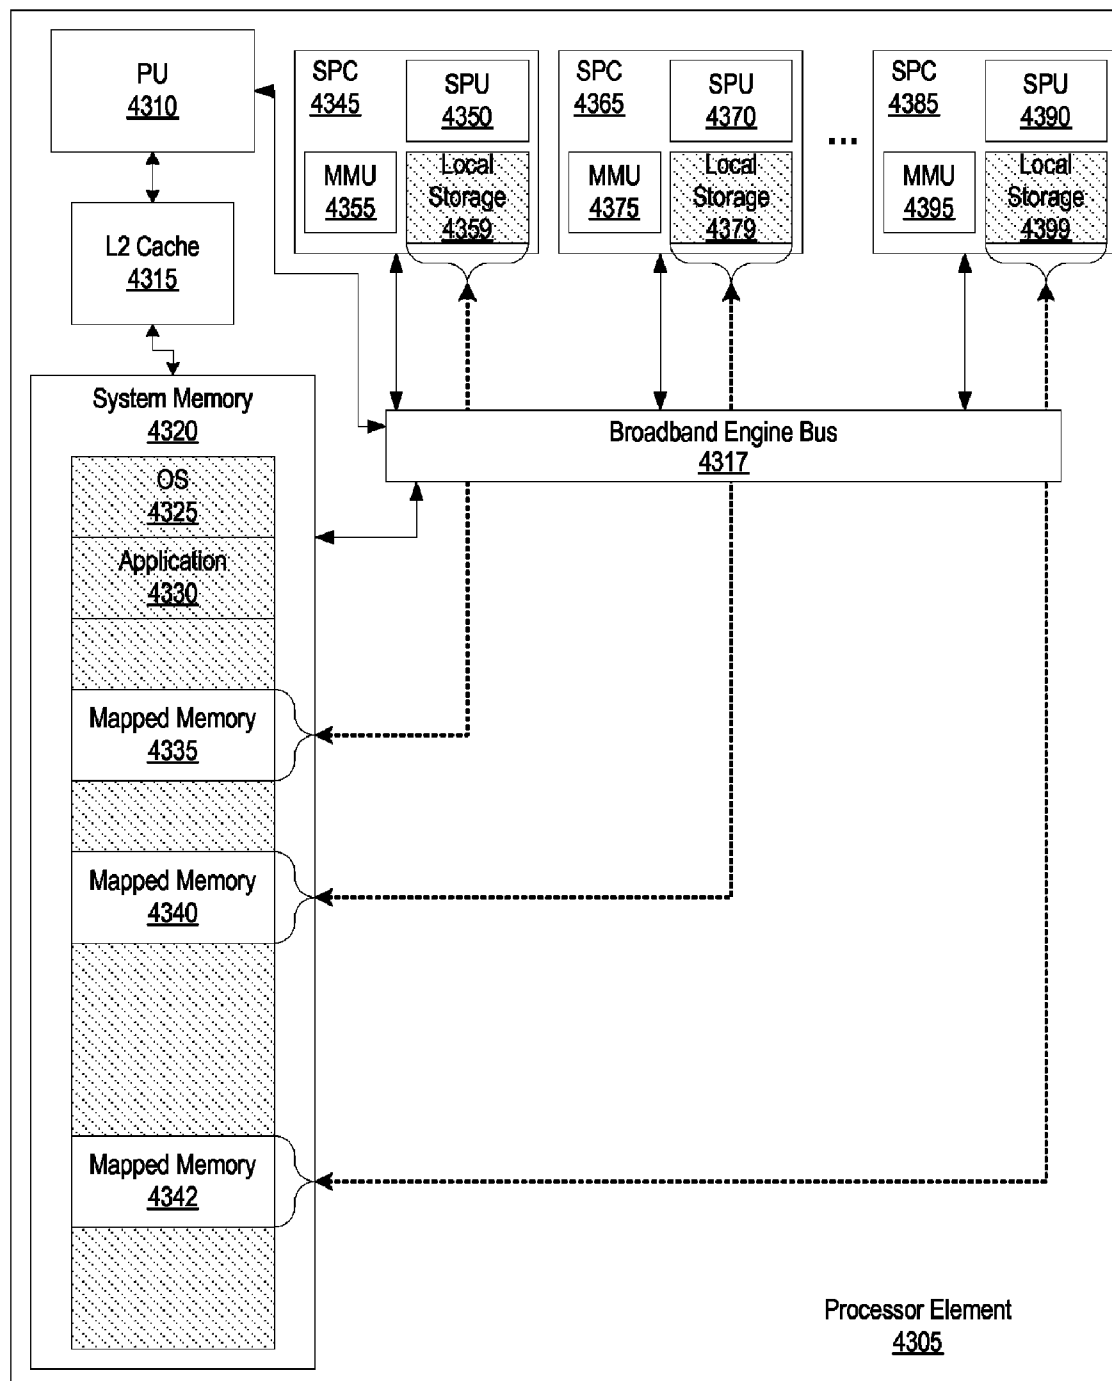 PU
4310
SPC
4345
SPU
4350
MMU
4355
Local
Storage
4359
SPC
4365
SPU
4370
MMU
4375
Local
Storage
4379
...
SPC
4385
SPU
4390
MMU
4395
Local
Storage
4399
L2 Cache
4315
System Memory
4320
Broadband Engine Bus
4317
OS
4325
Application
4330
Mapped Memory
4335
Mapped Memory
4340
Mapped Memory
4342
Processor Element
4305